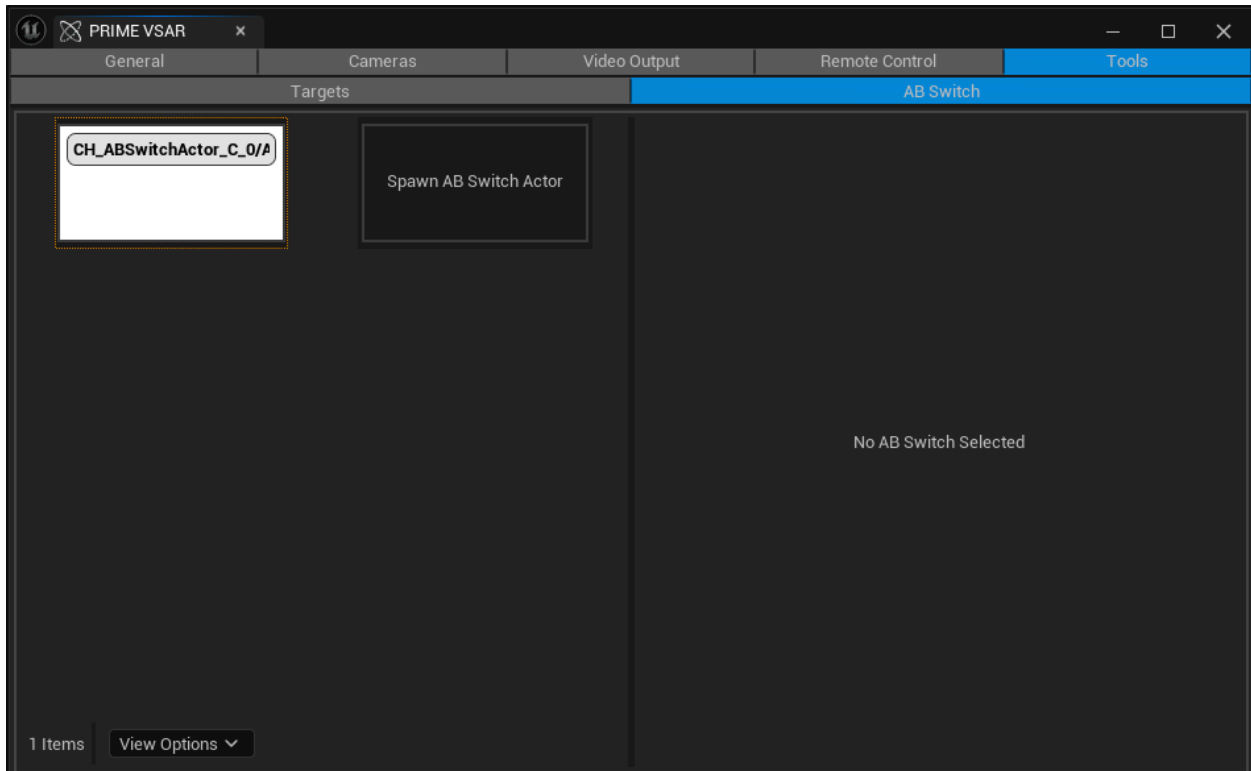 PRIME VSAR
General Cameras Video Output Remote Control Tools
Targets AB Switch
CH_ABSwitchActor_C_0/A
Spawn AB Switch Actor
No AB Switch Selected
1 Items View Options